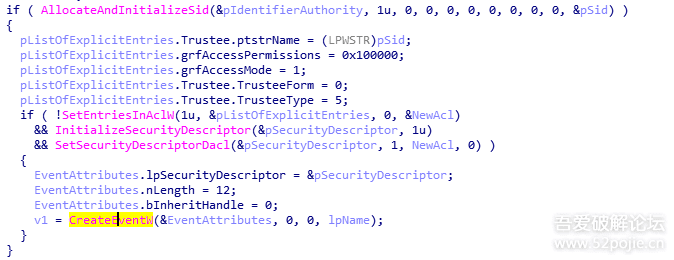 if ( AllocateAndInitializeSid(&pIdentifierAuthority, 1u, 0, 0, 0, 0, 0, 0, 0, 0, &pSid) )
{
  pListOfExplicitEntries.Trustee.ptstrName = (LPWSTR)pSid;
  pListOfExplicitEntries.grfAccessPermissions = 0x100000;
  pListOfExplicitEntries.grfAccessMode = 1;
  pListOfExplicitEntries.Trustee.TrusteeForm = 0;
  pListOfExplicitEntries.Trustee.TrusteeType = 5;
  if ( !SetEntriesInAclW(1u, &pListOfExplicitEntries, 0, &NewAcl)
    && InitializeSecurityDescriptor(&pSecurityDescriptor, 1u)
    && SetSecurityDescriptorDacl(&pSecurityDescriptor, 1, NewAcl, 0) )
  {
    EventAttributes.lpSecurityDescriptor = &pSecurityDescriptor;
    EventAttributes.nLength = 12;
    EventAttributes.bInheritHandle = 0;
    v1 = CreateEventW(&EventAttributes, 0, 0, lpName);
  }
}
吾爱破解论坛
www.52pojie.cn